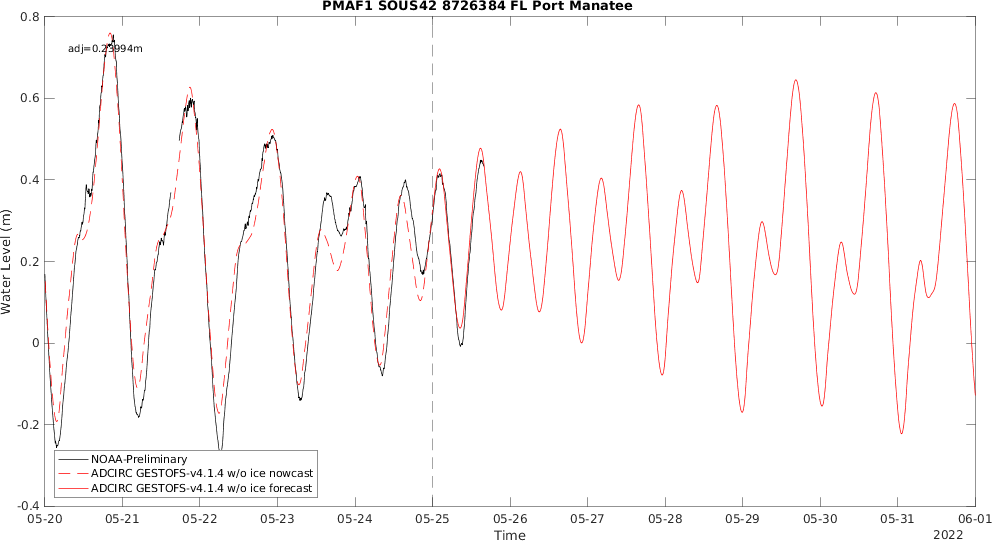 PMAF1 SOUS42 8726384 FL Port Manatee
adj=0.23994m
Water Level (m)
0.8
0.6
0.4
0.2
0
-0.2
-0.4
NOAA-Preliminary
ADCIRC GESTOFS-v4.1.4 w/o ice nowcast
ADCIRC GESTOFS-v4.1.4 w/o ice forecast
05-20 05-21 05-22 05-23 05-24 05-25 05-26 05-27 05-28 05-29 05-30 05-31 06-01
Time
2022